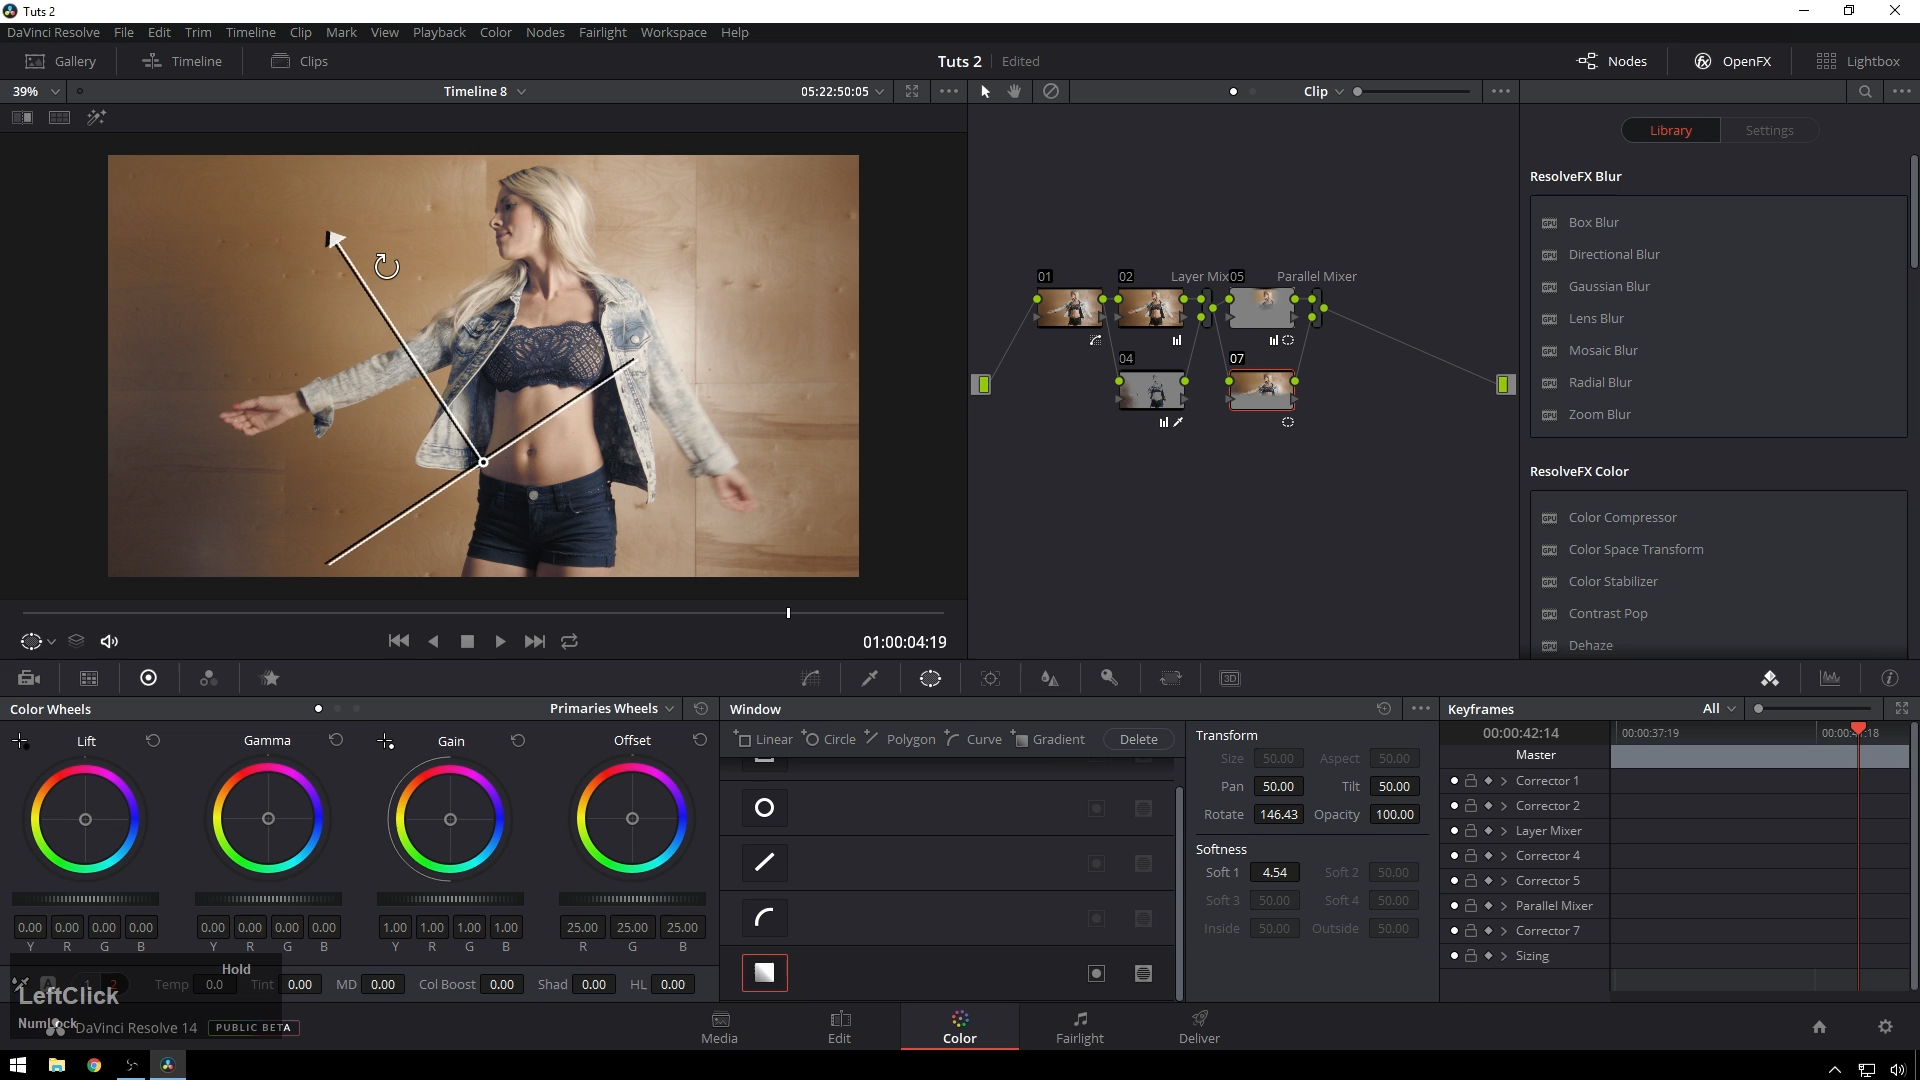 Tuts 2
DaVinci Resolve File Edit Trim Timeline Clip Mark View Playback Color Nodes Fairlight Workspace Help
Gallery Timeline Clips Tuts 2 Edited Nodes OpenFX Lightbox
39% Timeline 8 05:22:50:05 Clip
Library Settings
ResolveFX Blur
Box Blur
Directional Blur
Gaussian Blur
Lens Blur
Mosaic Blur
Radial Blur
Zoom Blur
ResolveFX Color
Color Compressor
Color Space Transform
Color Stabilizer
Contrast Pop
Dehaze
01 02 Layer Mix 05 Parallel Mixer
04 07
01:00:04:19
3D
Color Wheels Primaries Wheels
Lift Gamma Gain Offset
0.00 0.00 0.00 0.00 0.00 0.00 0.00 0.00 1.00 1.00 1.00 1.00 25.00 25.00 25.00
Y R G B Y R G B Y R G B R G B
A 1 2 Temp 0.0 Tint 0.00 MD 0.00 Col Boost 0.00 Shad 0.00 HL 0.00
Hold
LeftClick
NumLock
DaVinci Resolve 14 PUBLIC BETA
Window
Linear Circle Polygon Curve Gradient Delete
Transform
Size 50.00 Aspect 50.00
Pan 50.00 Tilt 50.00
Rotate 146.43 Opacity 100.00
Softness
Soft 1 4.54 Soft 2 50.00
Soft 3 50.00 Soft 4 50.00
Inside 50.00 Outside 50.00
Keyframes All
00:00:42:14 00:00:37:19
Master
Corrector 1
Corrector 2
Layer Mixer
Corrector 4
Corrector 5
Parallel Mixer
Corrector 7
Sizing
Media Edit Color Fairlight Deliver